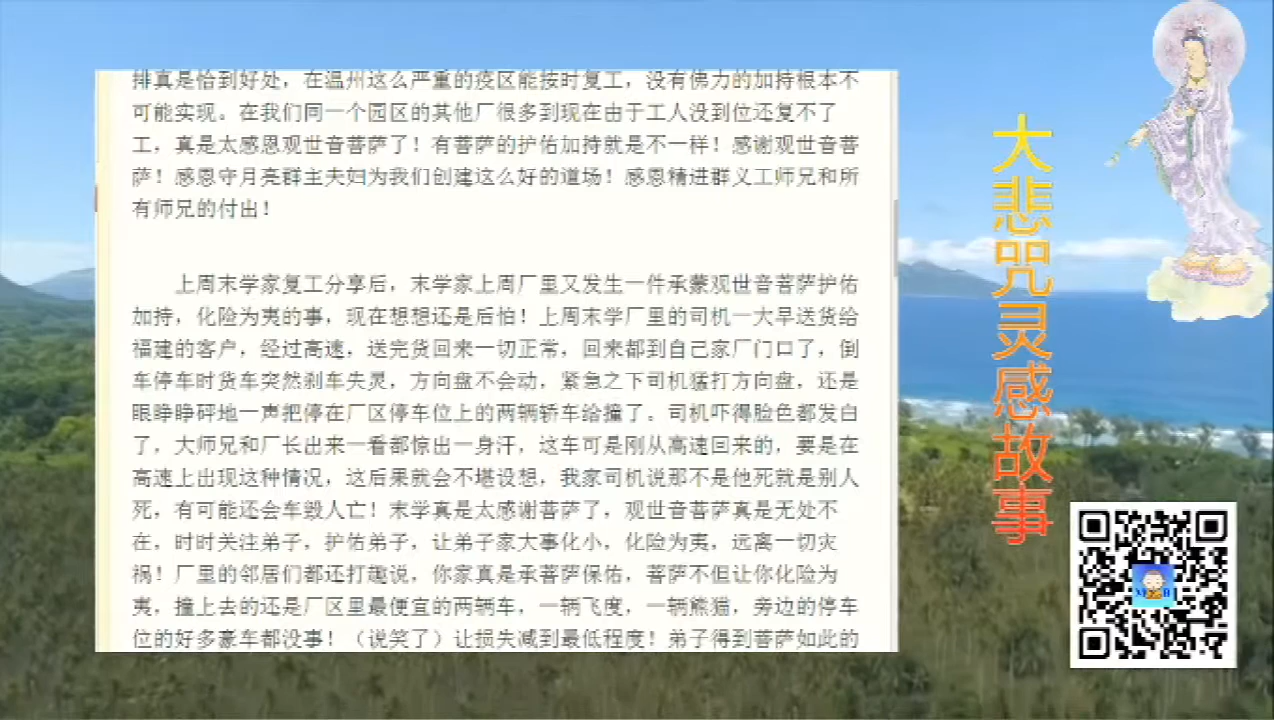 排真是恰到好处，在温州这么严重的疫区能按时复工，没有佛力的加持根本不
可能实现。在我们同一个园区的其他厂很多到现在由于工人没到位还复不了
工，真是太感恩观世音菩萨了！有菩萨的护佑加持就是不一样！感谢观世音菩
萨！感恩守月亮群主夫妇为我们创建这么好的道场！感恩精进群义工师兄和所
有师兄的付出！
上周末学家复工分享后，末学家上周厂里又发生一件承蒙观世音菩萨护佑
加持，化险为夷的事，现在想想还是后怕！上周末学厂里的司机一大早送货给
福建的客户，经过高速，送完货回来一切正常，回来都到自己家厂门口了，倒
车停车时货车突然刹车失灵，方向盘不会动，紧急之下司机猛打方向盘，还是
眼睁睁砰地一声把停在厂区停车位上的两辆轿车给撞了。司机吓得脸色都发白
了，大师兄和厂长出来一看都惊出一身汗，这车可是刚从高速回来的，要是在
高速上出现这种情况，这后果就会不堪设想，我家司机说那不是他死就是别人
死，有可能还会车毁人亡！末学真是太感谢菩萨了，观世音菩萨真是无处不
在，时时关注弟子，护佑弟子，让弟子家大事化小，化险为夷，远离一切灾
祸！厂里的邻居们都还打趣说，你家真是承菩萨保佑，菩萨不但让你化险为
夷，撞上去的还是厂区里最便宜的两辆车，一辆飞度，一辆熊猫，旁边的停车
位的好多豪车都没事！（说笑了）让损失减到最低程度！弟子得到菩萨如此的
大悲咒灵感故事